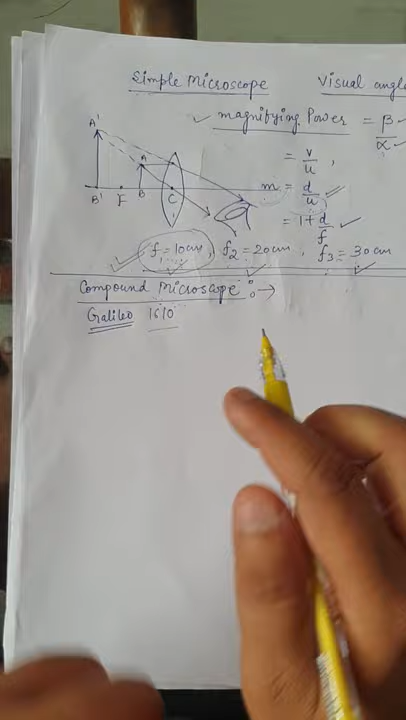 Simple Microscope Visual angle
✓ magnifying Power = β/α
= v/u ,
m = d/u
= 1 + d/f ✓
A'
A
B' F B C
f₁ = 10cm, f₂ = 20cm, f₃ = 30cm
Compound Microscope :→
Galileo 1610